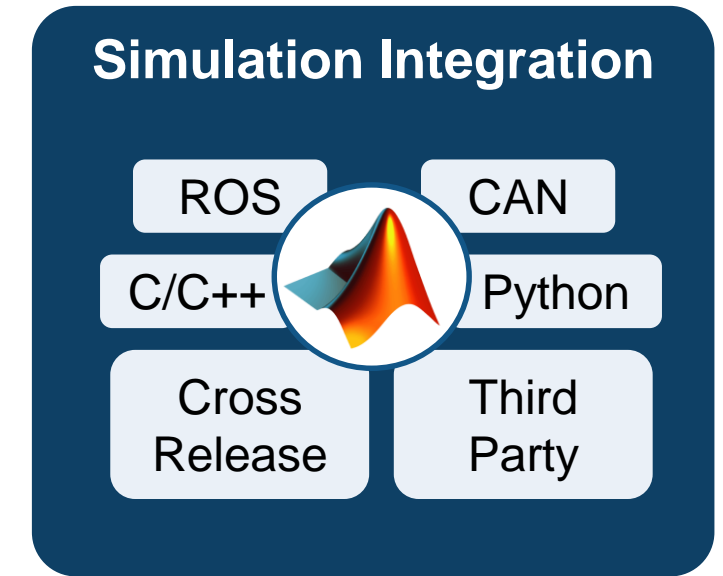 Simulation Integration
ROS
CAN
C/C++
Python
Cross
Release
Third
Party